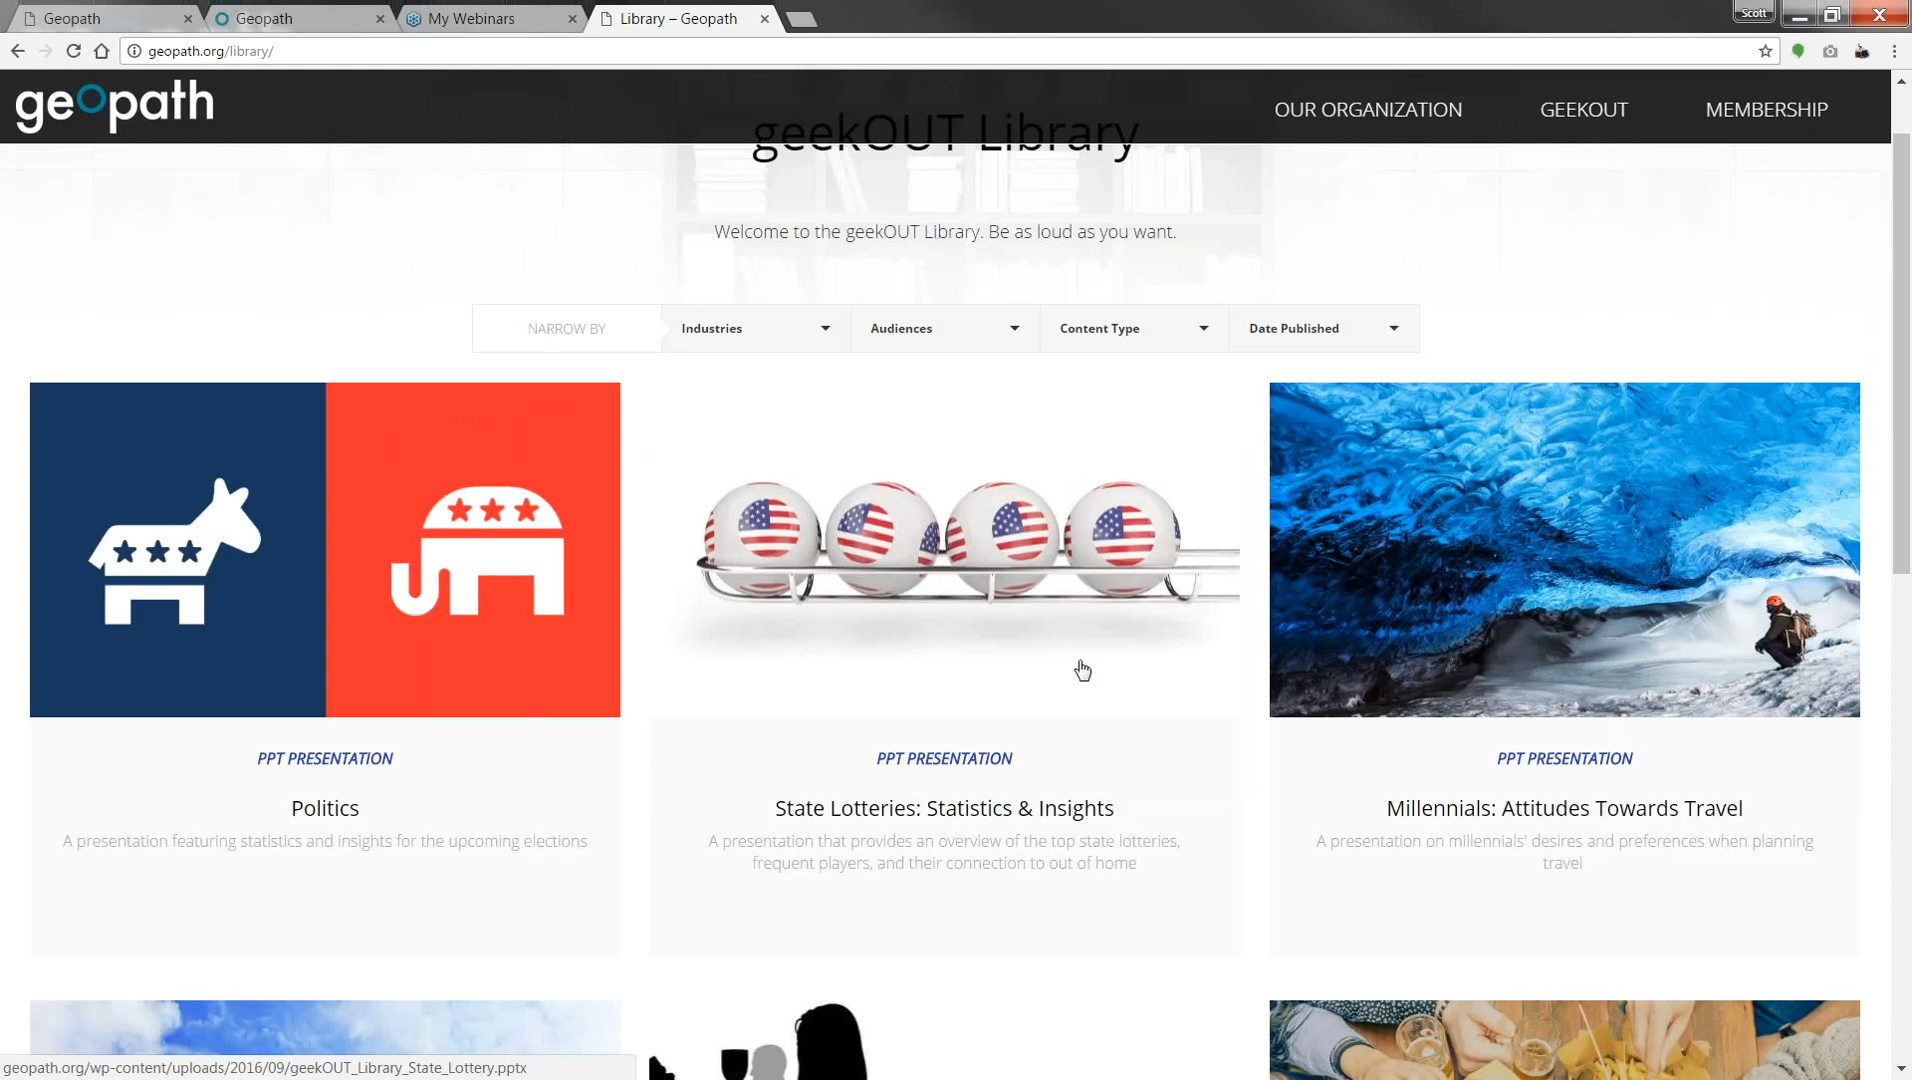 Geopath
Geopath
My Webinars
Library – Geopath
Scott
geopath.org/library/
geopath
OUR ORGANIZATION
GEEKOUT
MEMBERSHIP
geekOUT Library
Welcome to the geekOUT Library. Be as loud as you want.
NARROW BY
Industries
Audiences
Content Type
Date Published
PPT PRESENTATION
Politics
A presentation featuring statistics and insights for the upcoming elections
PPT PRESENTATION
State Lotteries: Statistics & Insights
A presentation that provides an overview of the top state lotteries,
frequent players, and their connection to out of home
PPT PRESENTATION
Millennials: Attitudes Towards Travel
A presentation on millennials' desires and preferences when planning
travel
geopath.org/wp-content/uploads/2016/09/geekOUT_Library_State_Lottery.pptx